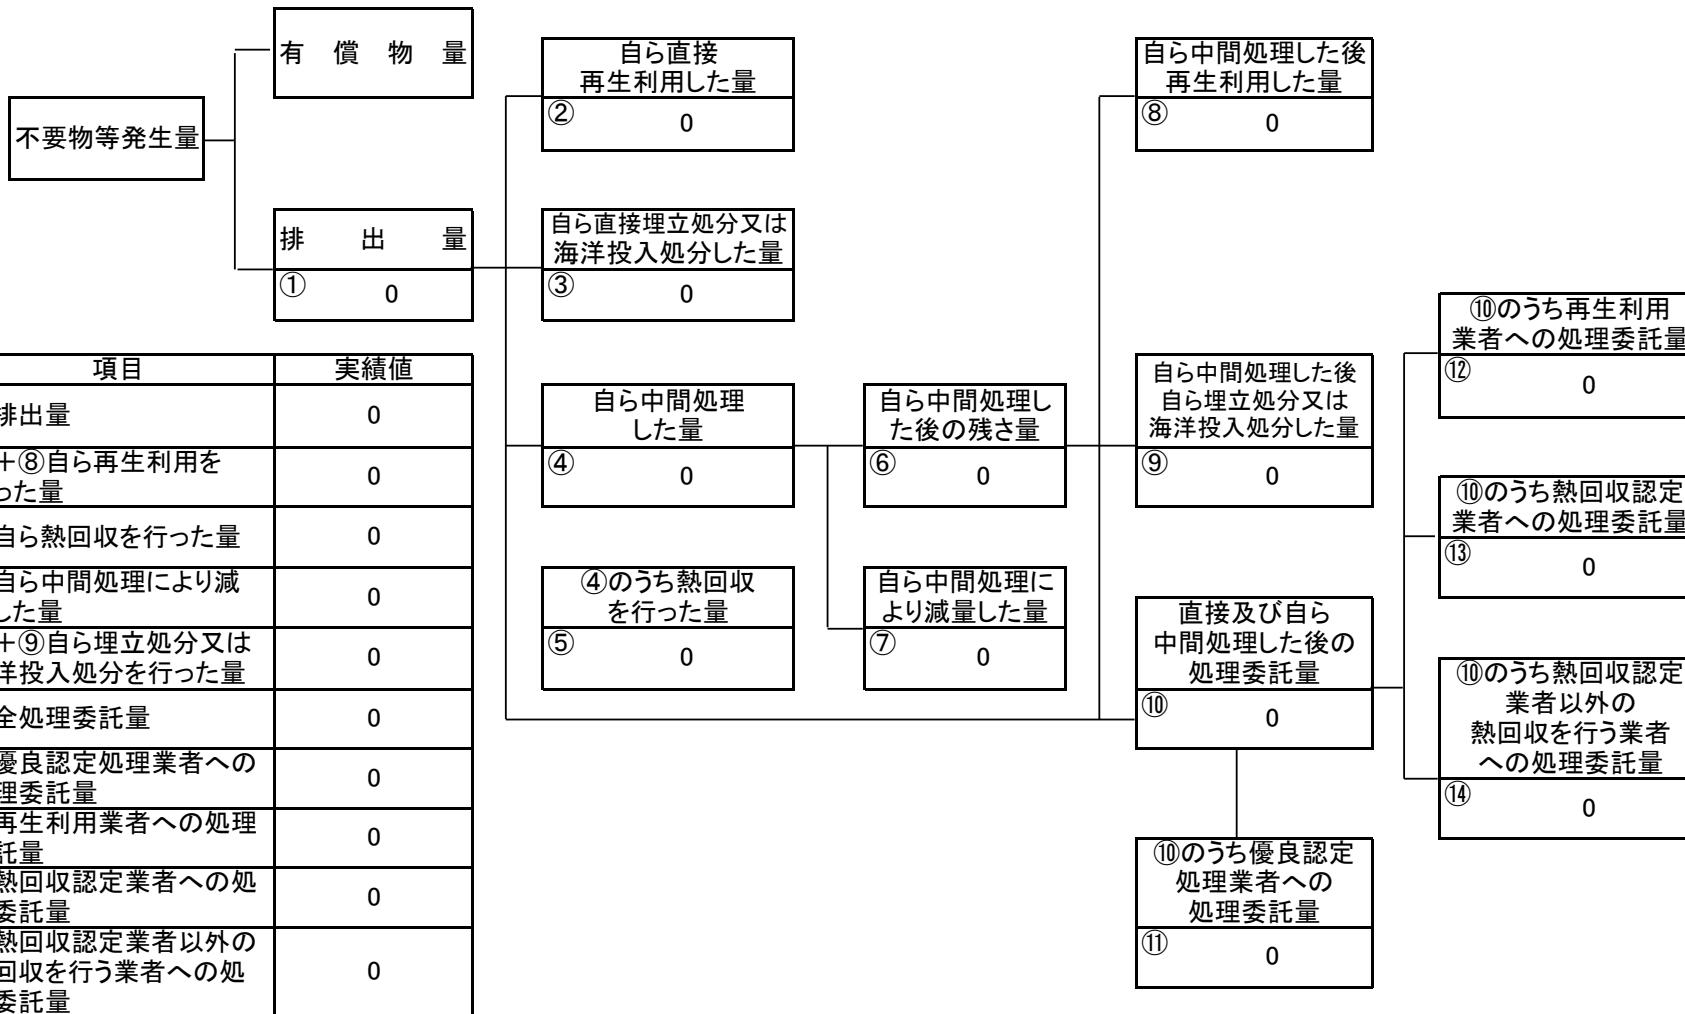 有償物量
不要物等発生量
排出量
① 0
自ら直接
再生利用した量
② 0
自ら直接埋立処分又は
海洋投入処分した量
③ 0
自ら中間処理
した量
④ 0
④のうち熱回収
を行った量
⑤ 0
自ら中間処理し
た後の残さ量
⑥ 0
自ら中間処理に
より減量した量
⑦ 0
自ら中間処理した後
再生利用した量
⑧ 0
自ら中間処理した後
自ら埋立処分又は
海洋投入処分した量
⑨ 0
直接及び自ら
中間処理した後の
処理委託量
⑩ 0
⑩のうち優良認定
処理業者への
処理委託量
⑪ 0
⑩のうち再生利用
業者への処理委託量
⑫ 0
⑩のうち熱回収認定
業者への処理委託量
⑬ 0
⑩のうち熱回収認定
業者以外の
熱回収を行う業者
への処理委託量
⑭ 0
項目 実績値
排出量 0
+⑧自ら再生利用を
った量 0
自ら熱回収を行った量 0
自ら中間処理により減
した量 0
+⑨自ら埋立処分又は
洋投入処分を行った量 0
全処理委託量 0
優良認定処理業者への
理委託量 0
再生利用業者への処理
託量 0
熱回収認定業者への処
委託量 0
熱回収認定業者以外の
回収を行う業者への処
委託量 0